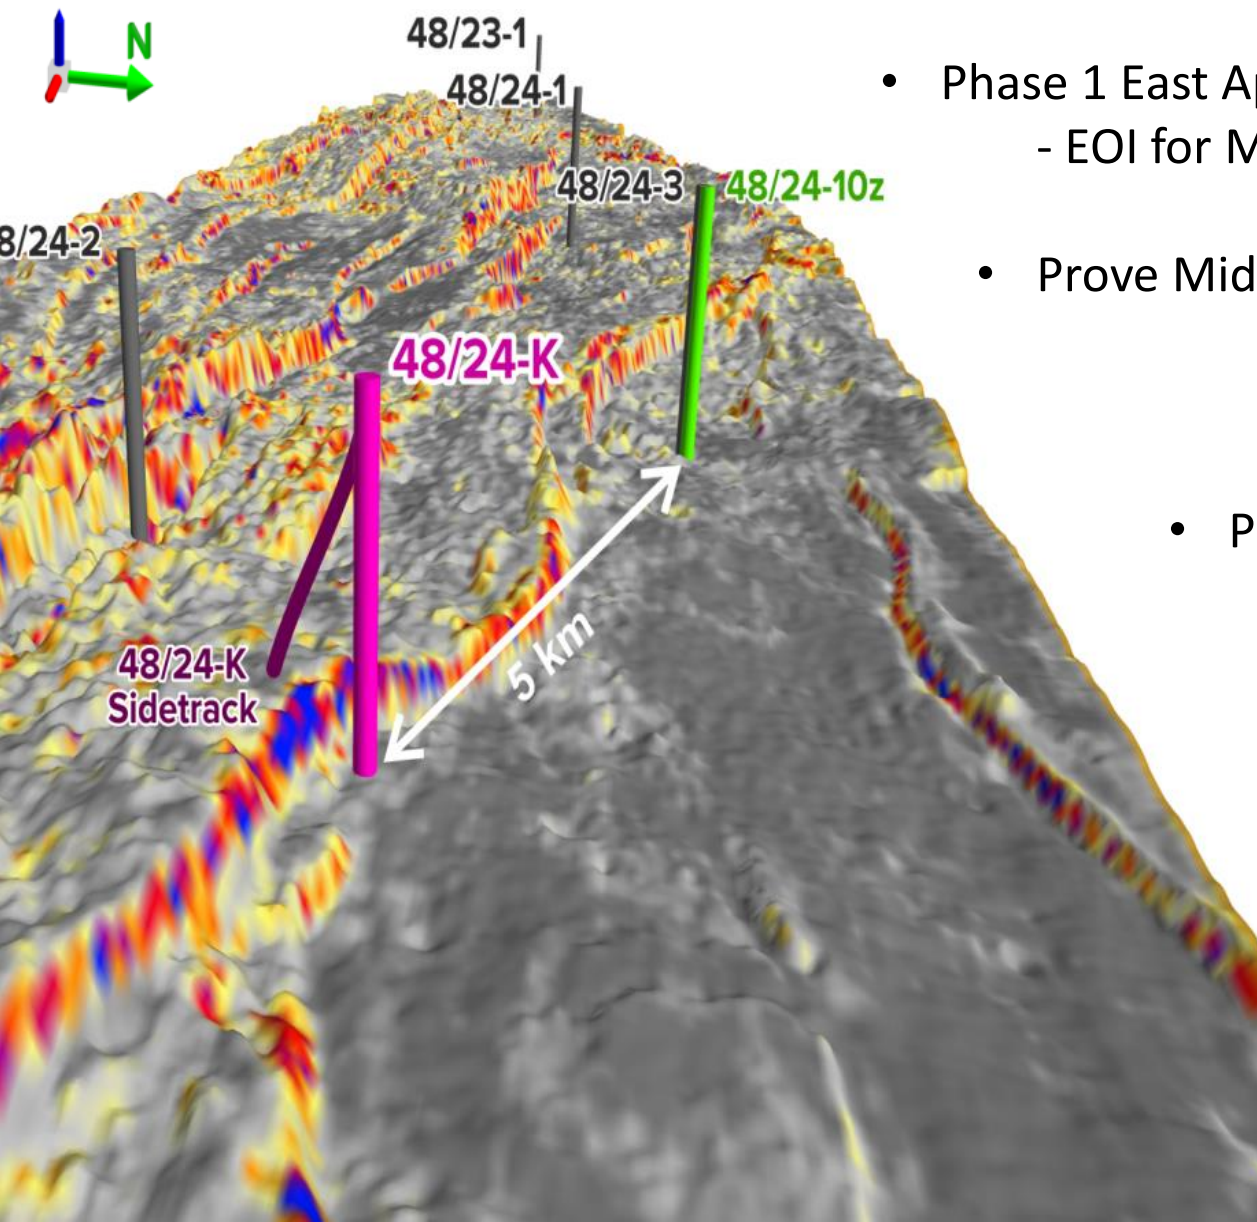 N
48/23-1
48/24-1
48/24-3
48/24-10z
8/24-2
48/24-K
48/24-K
Sidetrack
5 km
• Phase 1 East A
- EOI for M
• Prove Mid
• P